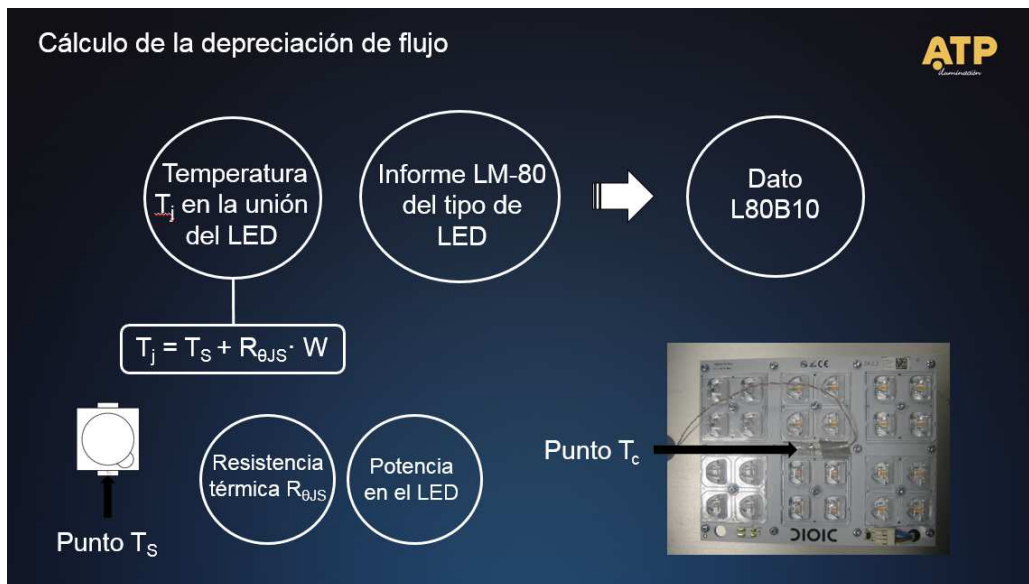 Cálculo de la depreciación de flujo
ATP
iluminación
Temperatura
Tj en la unión
del LED
Informe LM-80
del tipo de
LED
Dato
L80B10
Tj = TS + RθJS· W
Resistencia
térmica RθJS
Potencia
en el LED
Punto TS
Punto Tc
CE